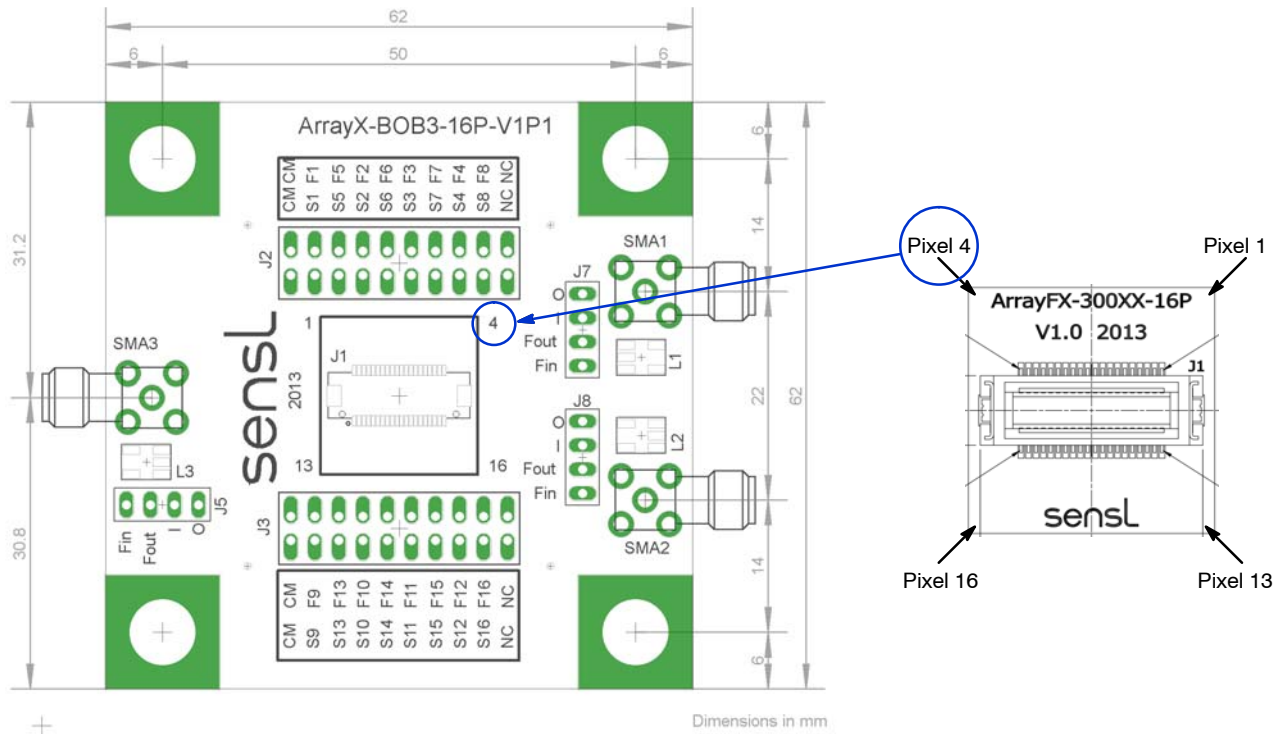 62
6
50
6
ArrayX-BOB3-16P-V1P1
CM CM
S1 F1
S5 F5
S2 F2
S6 F6
S3 F3
S7 F7
S4 F4
S8 F8
NC NC
6
14
31.2
J2
SMA1
J7
O
I
Fout
Fin
L1
1
4
J1
2013
sensL
13
16
SMA3
L3
J5
Fin
Fout
I
O
J8
O
I
Fout
Fin
L2
SMA2
22
62
30.8
J3
14
CM CM
S9 F9
S13 F13
S10 F10
S14 F14
S11 F11
S15 F15
S12 F12
S16 F16
NC NC
6
Dimensions in mm
Pixel 4
Pixel 1
ArrayFX-300XX-16P
V1.0 2013
J1
sensL
Pixel 16
Pixel 13